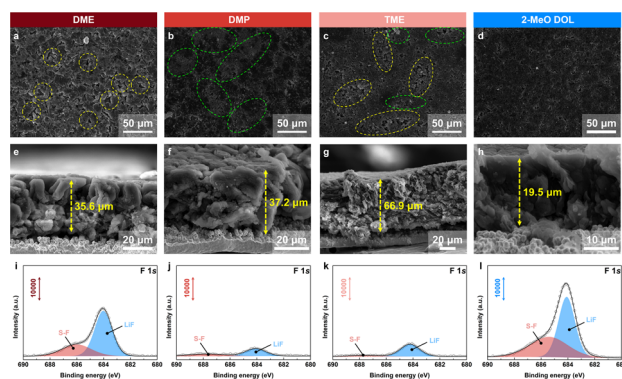 DME
DMP
TME
2-MeO DOL
a
50 μm
b
50 μm
c
50 μm
d
50 μm
e
35.6 μm
20 μm
f
37.2 μm
20 μm
g
66.9 μm
20 μm
h
19.5 μm
10 μm
i
F 1s
10000
S-F
LiF
Intensity (a.u.)
690 688 686 684 682 680
Binding energy (eV)
j
F 1s
10000
S-F
LiF
Intensity (a.u.)
690 688 686 684 682 680
Binding energy (eV)
k
F 1s
10000
S-F
LiF
Intensity (a.u.)
690 688 686 684 682 680
Binding energy (eV)
l
F 1s
10000
S-F
LiF
Intensity (a.u.)
690 688 686 684 682 680
Binding energy (eV)